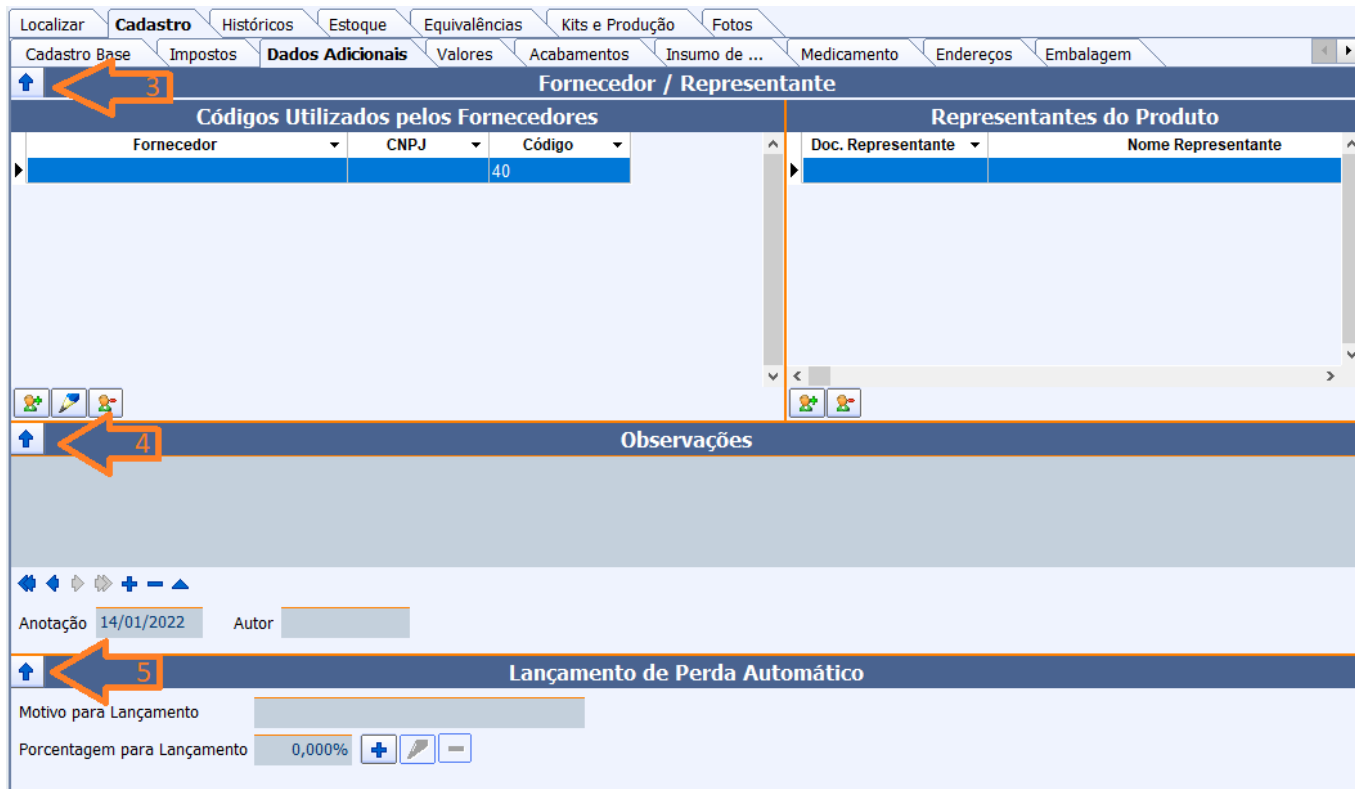 Localizar Cadastro Históricos Estoque Equivalências Kits e Produção Fotos
Cadastro Base Impostos Dados Adicionais Valores Acabamentos Insumo de ... Medicamento Endereços Embalagem
3 Fornecedor / Representante
Códigos Utilizados pelos Fornecedores Representantes do Produto
Fornecedor CNPJ Código Doc. Representante Nome Representante
40
4 Observações
Anotação 14/01/2022 Autor
5 Lançamento de Perda Automático
Motivo para Lançamento
Porcentagem para Lançamento 0,000%